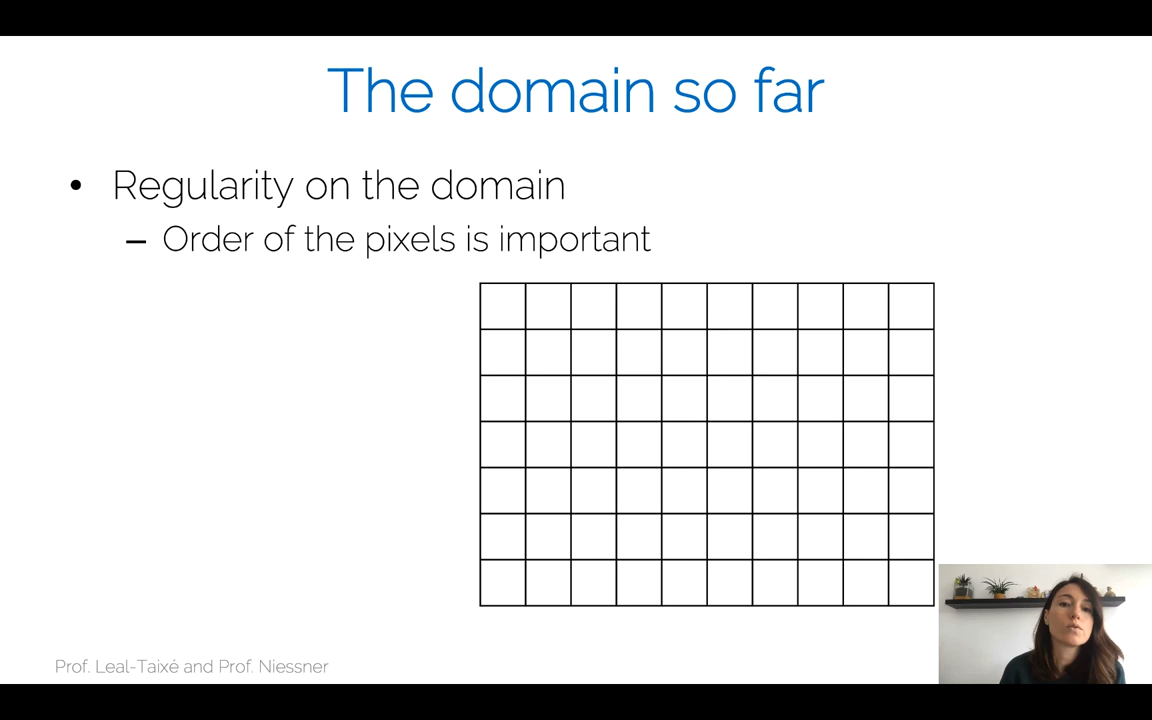 The domain so far
• Regularity on the domain
– Order of the pixels is important
Prof. Leal-Taixé and Prof. Niessner